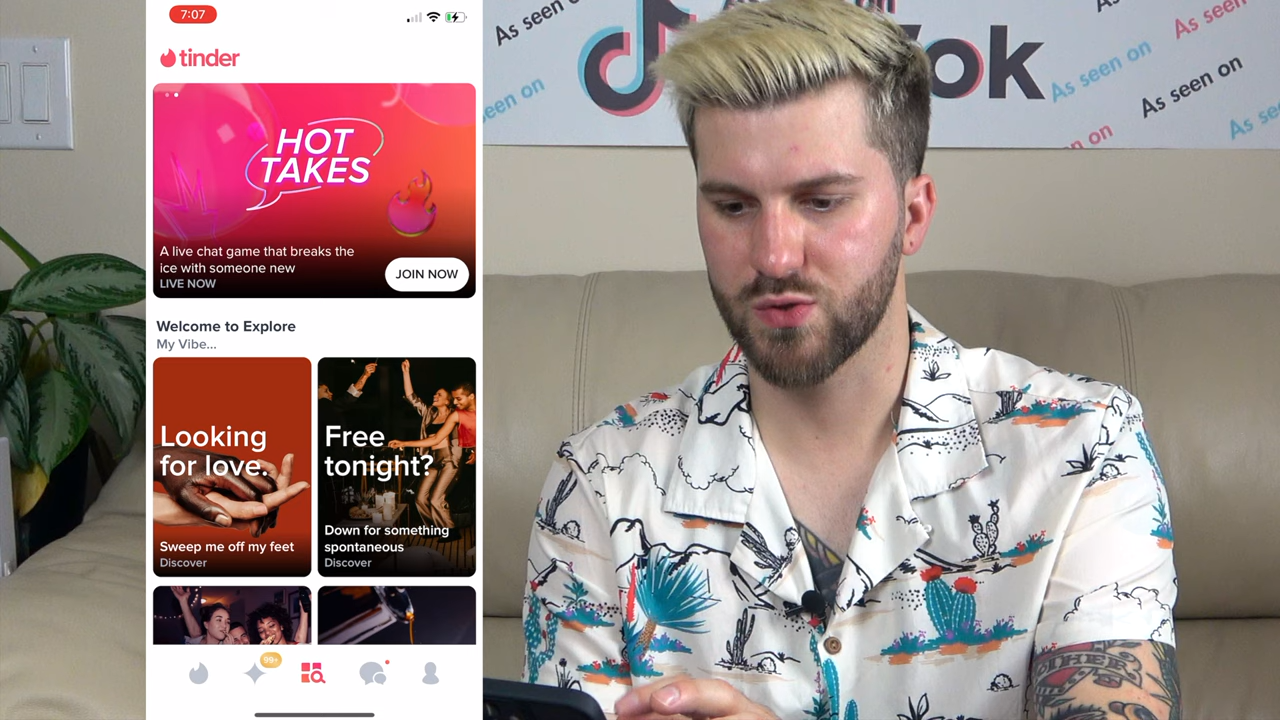 7:07
tinder
HOT
TAKES
A live chat game that breaks the
ice with someone new
LIVE NOW
JOIN NOW
Welcome to Explore
My Vibe...
Looking
for love.
Sweep me off my feet
Discover
Free
tonight?
Down for something
spontaneous
Discover
99+
As seen on
As seen on
As seen on
As seen on